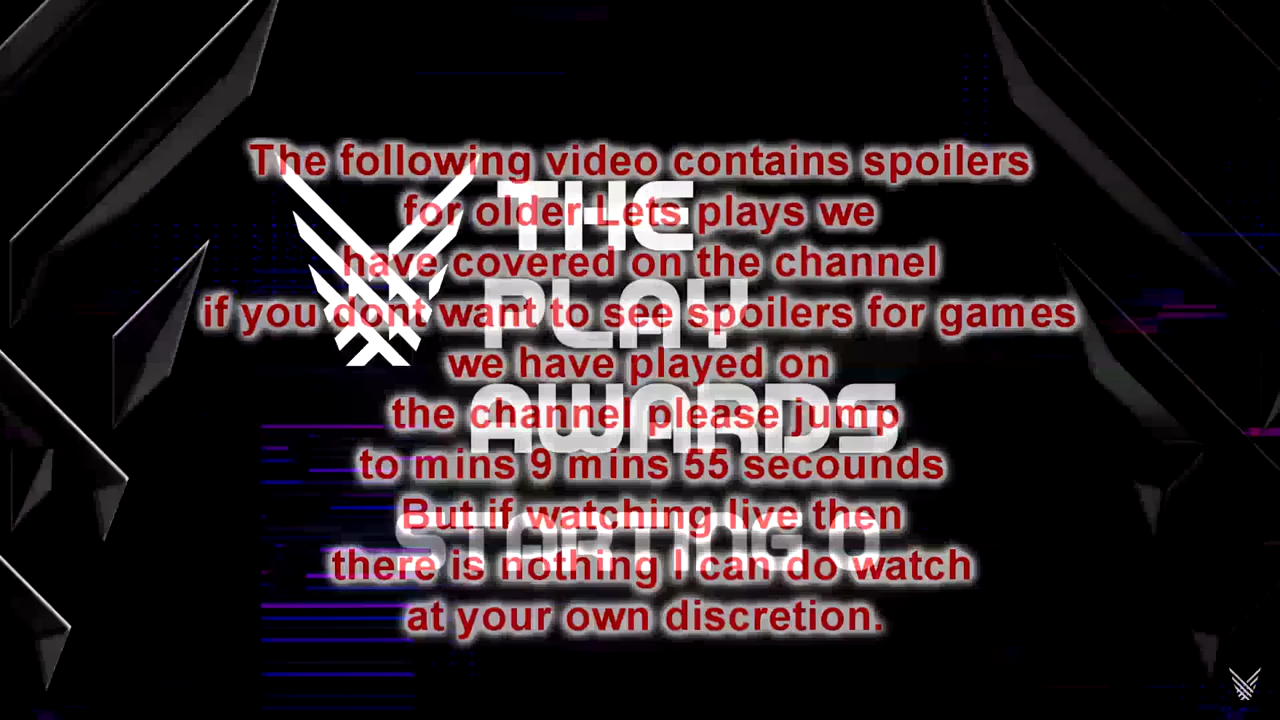 The following video contains spoilers
for older Lets plays we
have covered on the channel
if you dont want to see spoilers for games
we have played on
the channel please jump
to mins 9 mins 55 secounds
But if watching live then
there is nothing I can do watch
at your own discretion.
THE
PLAY
AWARDS
STARTING 0